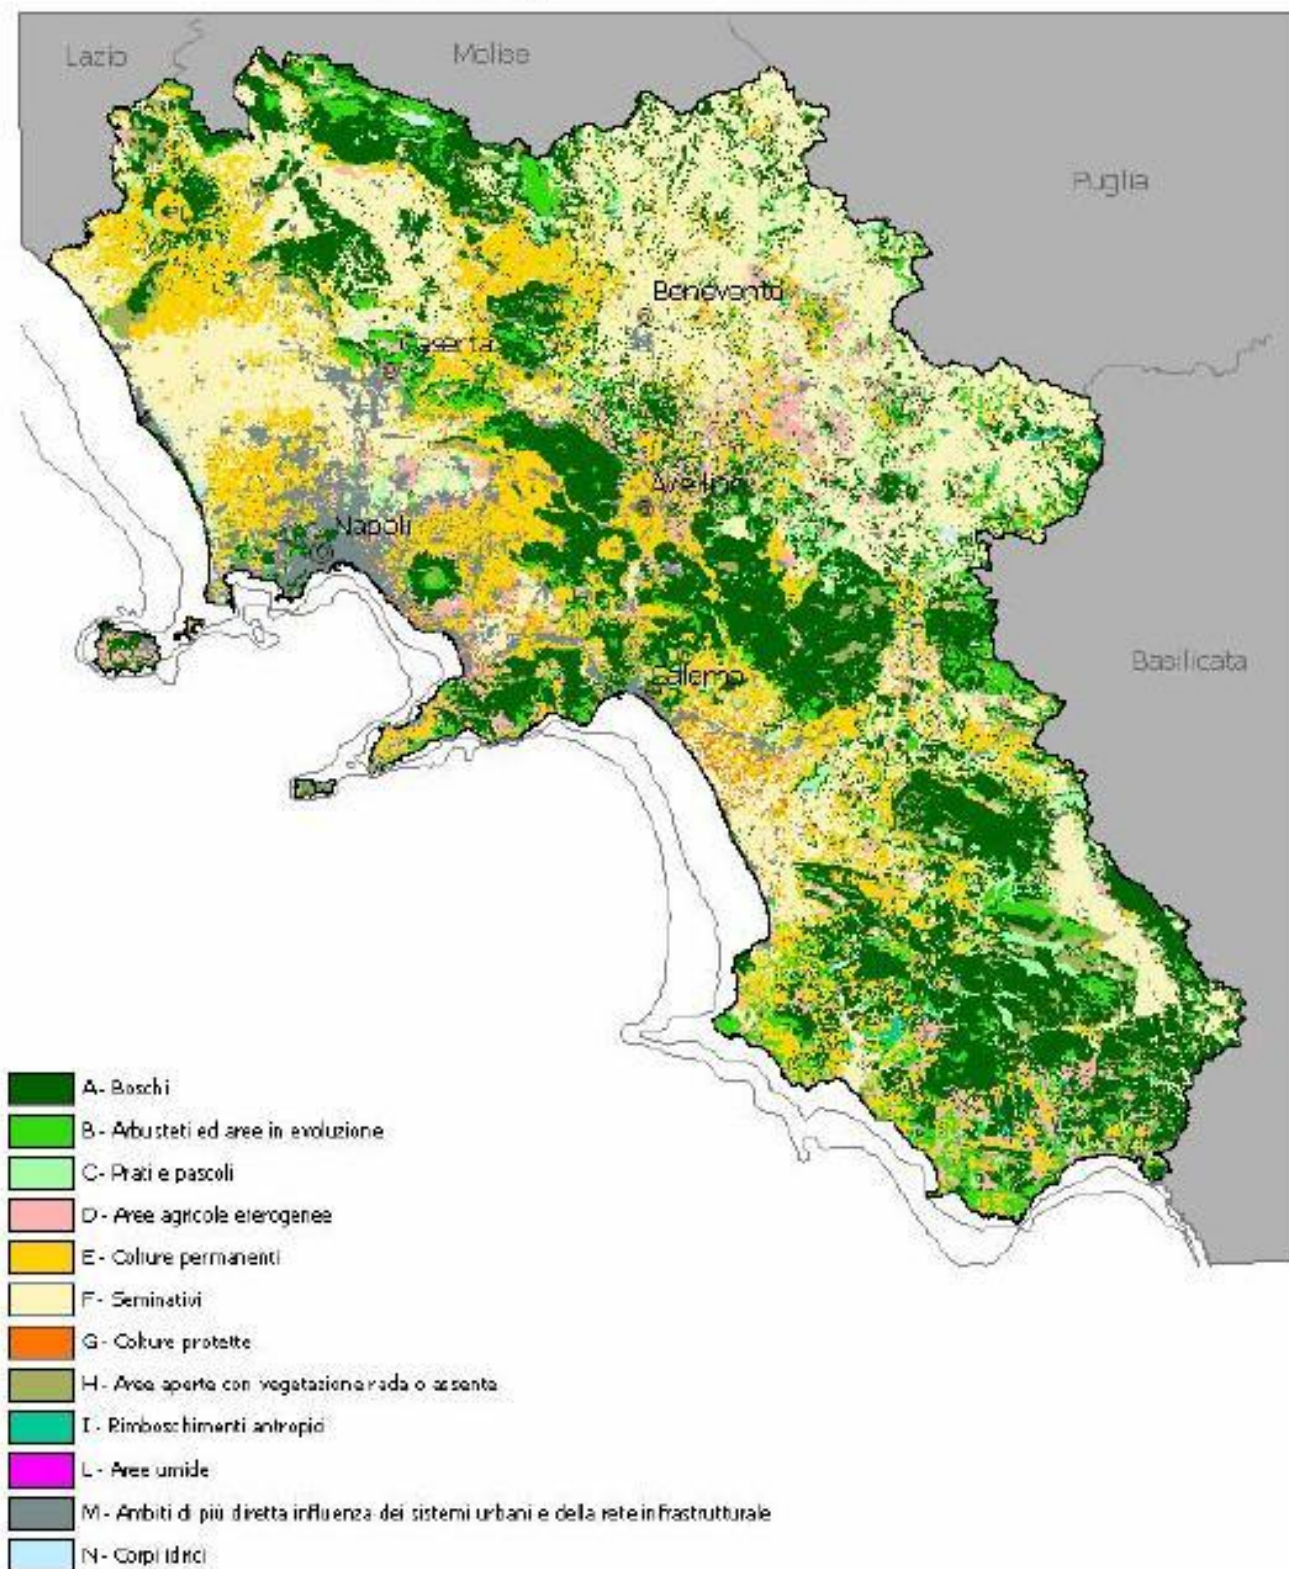 Lazio
Molise
Puglia
Benevento
Caserta
Avellino
Napoli
Salerno
Basilicata
A - Boschi
B - Arbusteti ed aree in evoluzione
C - Prati e pascoli
D - Aree agricole eterogenee
E - Colture permanenti
F - Seminativi
G - Colture protette
H - Aree aperte con vegetazione rada o assente
I - Rimboschimenti antropici
L - Aree umide
M - Ambiti di più diretta influenza dei sistemi urbani e della rete infrastrutturale
N - Corpi idrici